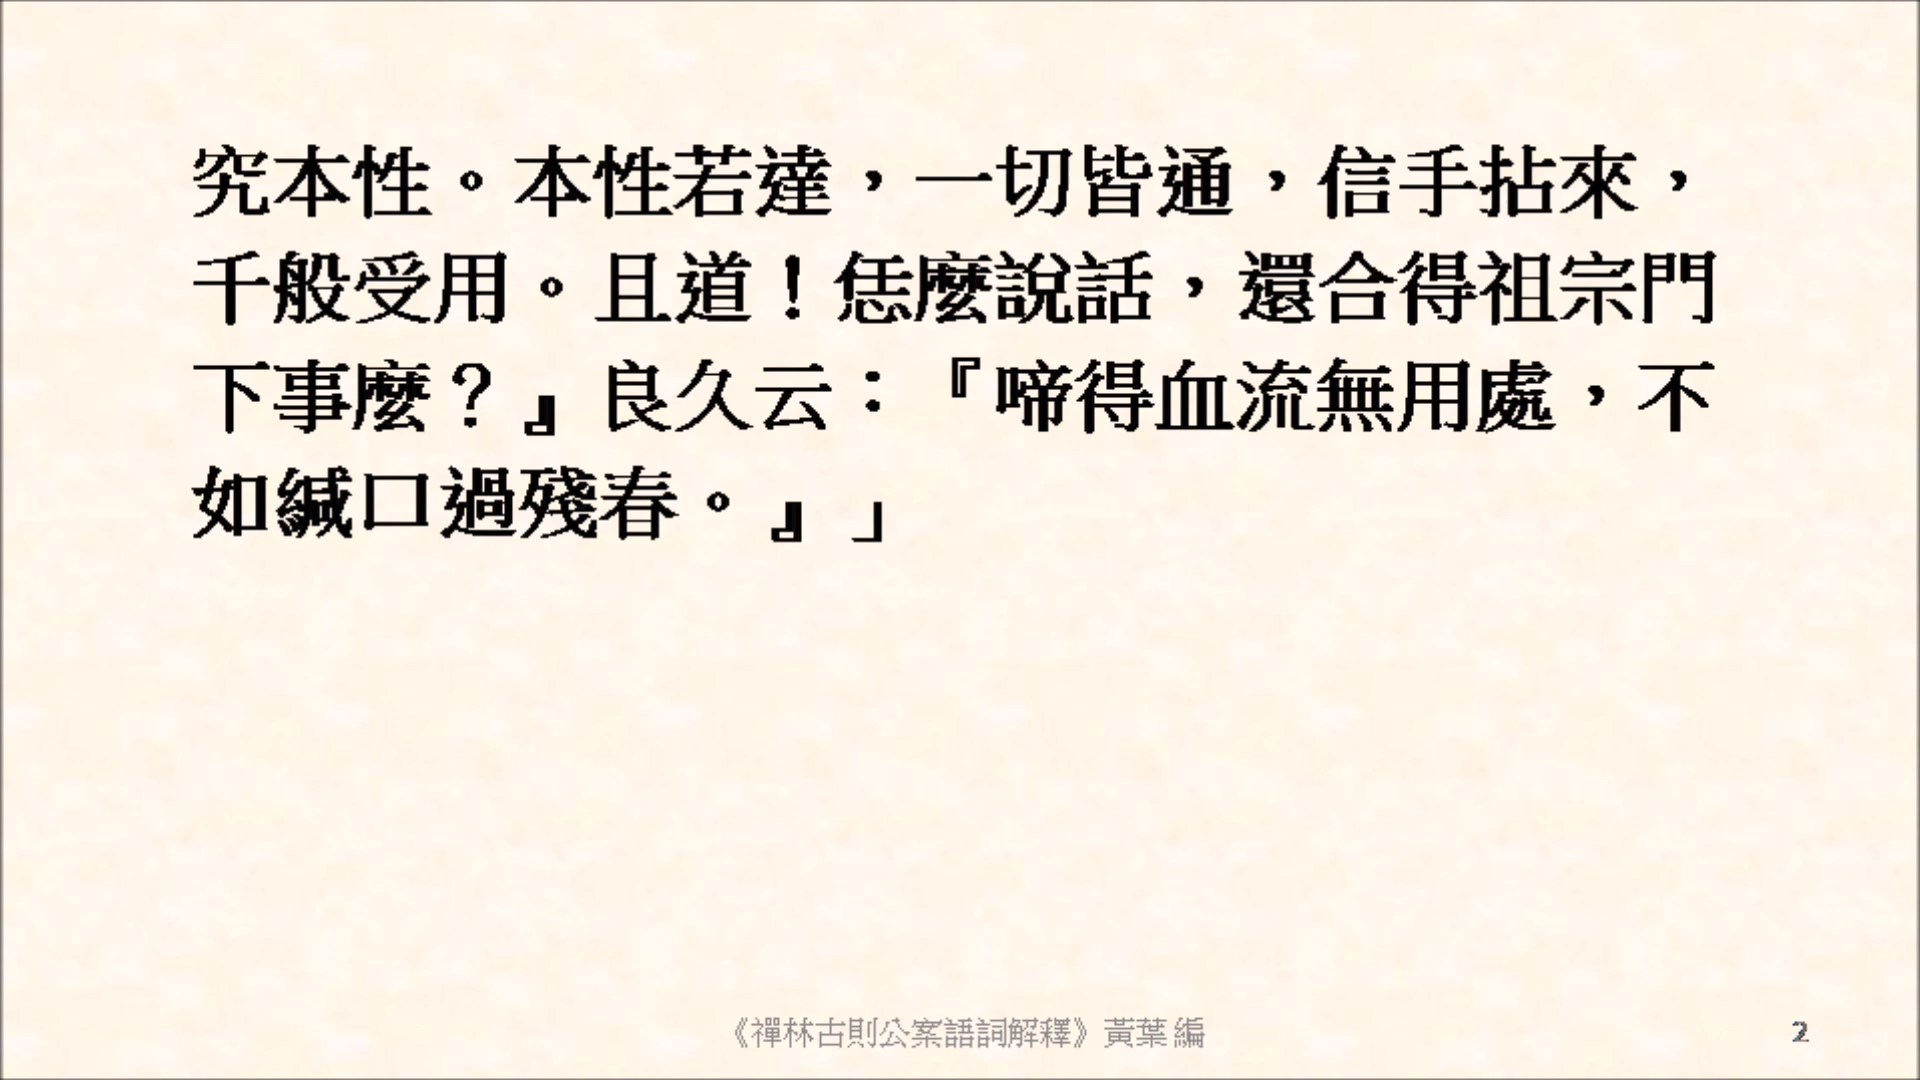 究本性。本性若達，一切皆通，信手拈來，
千般受用。且道！恁麼說話，還合得祖宗門
下事麼？』良久云：『啼得血流無用處，不
如緘口過殘春。』」
《禪林古則公案語詞解釋》黃葉 編
2